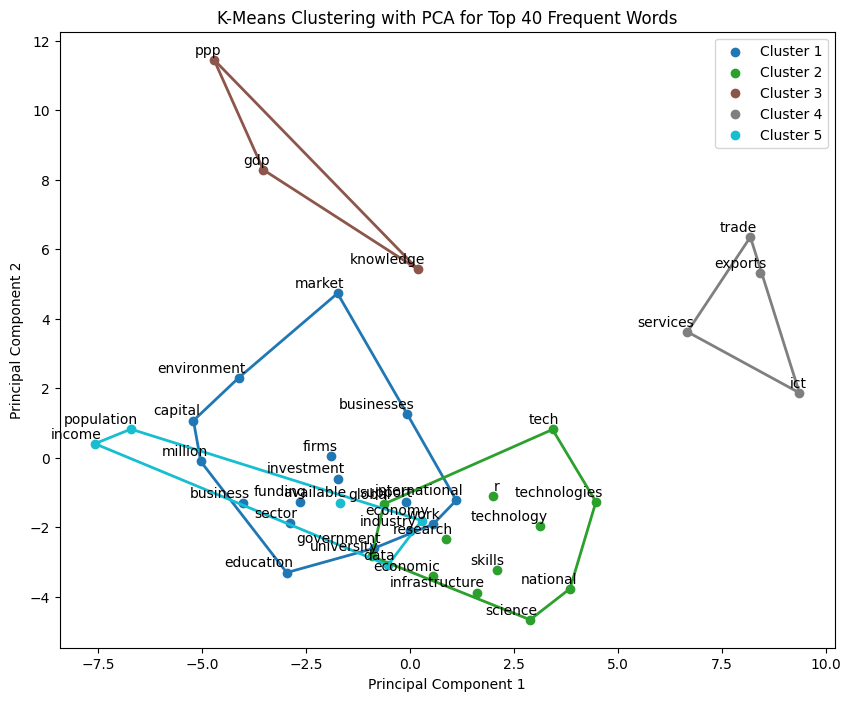 K-Means Clustering with PCA for Top 40 Frequent Words
Cluster 1
Cluster 2
Cluster 3
Cluster 4
Cluster 5
Principal Component 2
12
10
8
6
4
2
0
−2
−4
ppp
gdp
knowledge
trade
exports
services
ict
market
environment
capital
businesses
population
income
million
firms
tech
investment
business
funding
available
global
international
r
technologies
sector
economy
work
industry
technology
research
government
university
data
economic
education
skills
infrastructure
national
science
−7.5 −5.0 −2.5 0.0 2.5 5.0 7.5 10.0
Principal Component 1